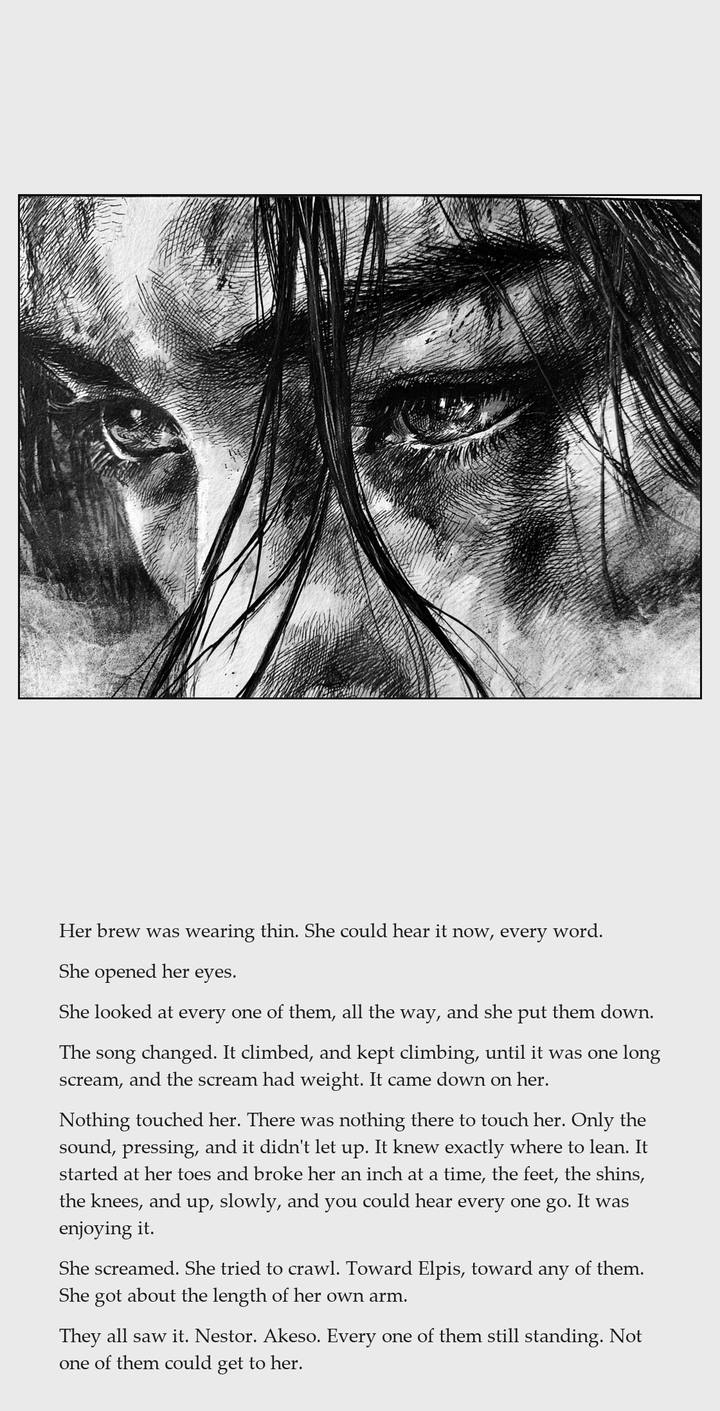 Her brew was wearing thin. She could hear it now, every word.
She opened her eyes.
She looked at every one of them, all the way, and she put them down.
The song changed. It climbed, and kept climbing, until it was one long
scream, and the scream had weight. It came down on her.
Nothing touched her. There was nothing there to touch her. Only the
sound, pressing, and it didn't let up. It knew exactly where to lean. It
started at her toes and broke her an inch at a time, the feet, the shins,
the knees, and up, slowly, and you could hear every one go. It was
enjoying it.
She screamed. She tried to crawl. Toward Elpis, toward any of them.
She got about the length of her own arm.
They all saw it. Nestor. Akeso. Every one of them still standing. Not
one of them could get to her.